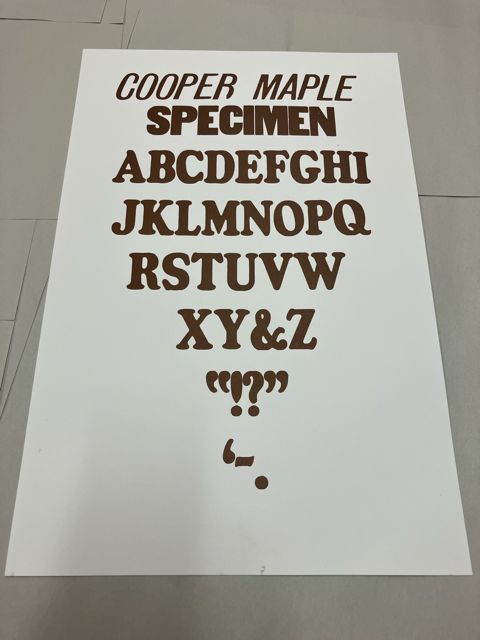 COOPER MAPLE
SPECIMEN
ABCDEFGHI
JKLMNOPQ
RSTUVW
XY&Z
“!?”
‘-.